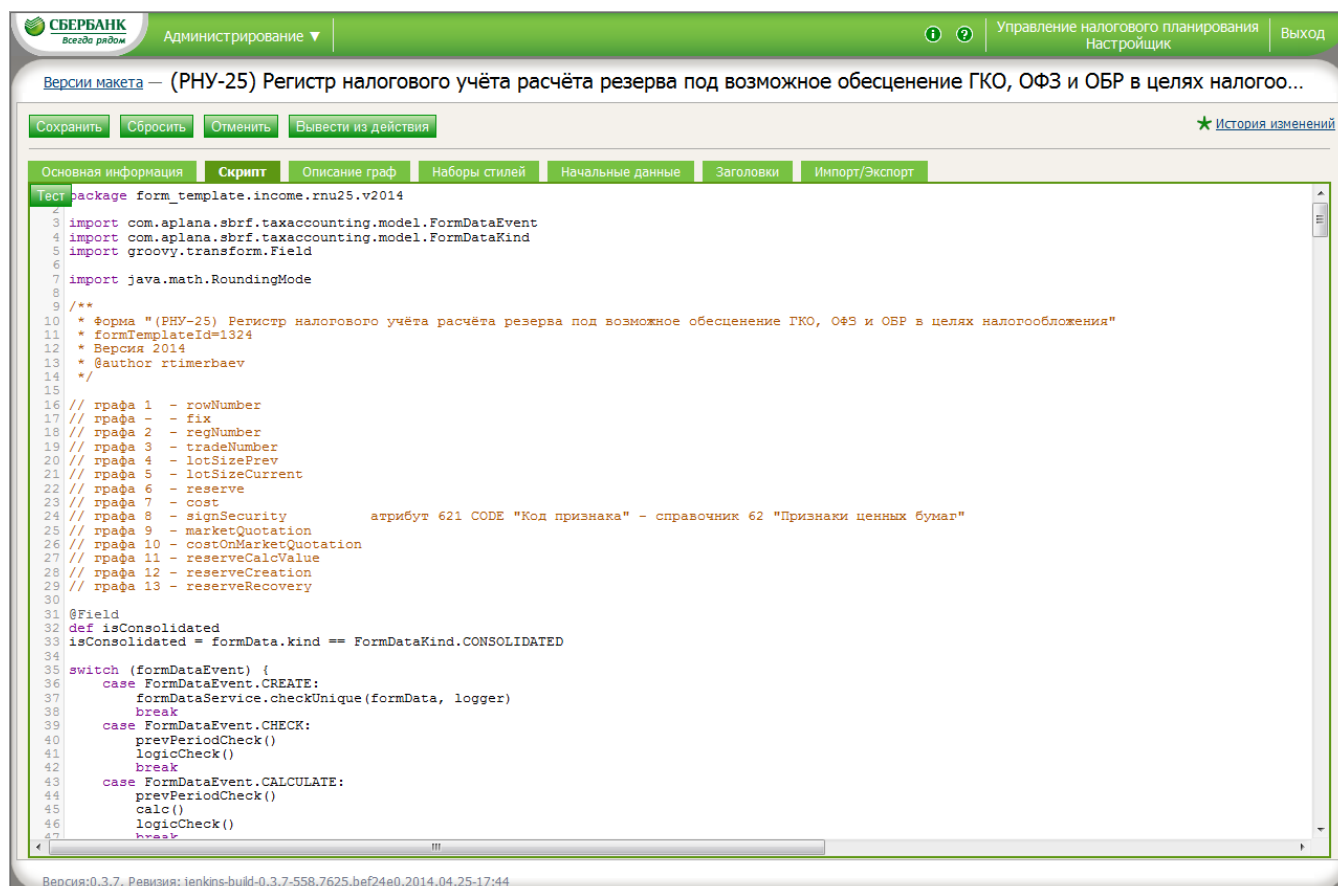 СБЕРБАНК
Всегда рядом
Администрирование ▼
Управление налогового планирования
Настройщик
Выход
Версии макета — (РНУ-25) Регистр налогового учёта расчёта резерва под возможное обесценение ГКО, ОФЗ и ОБР в целях налогоо...
Сохранить Сбросить Отменить Вывести из действия
История изменений
Основная информация Скрипт Описание граф Наборы стилей Начальные данные Заголовки Импорт/Экспорт
Тест package form_template.income.rnu25.v2014
2
3 import com.aplana.sbrf.taxaccounting.model.FormDataEvent
4 import com.aplana.sbrf.taxaccounting.model.FormDataKind
5 import groovy.transform.Field
6
7 import java.math.RoundingMode
8
9 /**
10 * Форма "(РНУ-25) Регистр налогового учёта расчёта резерва под возможное обесценение ГКО, ОФЗ и ОБР в целях налогообложения"
11 * formTemplateId=1324
12 * Версия 2014
13 * @author rtimerbaev
14 */
15
16 // графа 1 - rowNumber
17 // графа - - fix
18 // графа 2 - regNumber
19 // графа 3 - tradeNumber
20 // графа 4 - lotSizePrev
21 // графа 5 - lotSizeCurrent
22 // графа 6 - reserve
23 // графа 7 - cost
24 // графа 8 - signSecurity атрибут 621 CODE "Код признака" - справочник 62 "Признаки ценных бумаг"
25 // графа 9 - marketQuotation
26 // графа 10 - costOnMarketQuotation
27 // графа 11 - reserveCalcValue
28 // графа 12 - reserveCreation
29 // графа 13 - reserveRecovery
30
31 @Field
32 def isConsolidated
33 isConsolidated = formData.kind == FormDataKind.CONSOLIDATED
34
35 switch (formDataEvent) {
36 case FormDataEvent.CREATE:
37 formDataService.checkUnique(formData, logger)
38 break
39 case FormDataEvent.CHECK:
40 prevPeriodCheck()
41 logicCheck()
42 break
43 case FormDataEvent.CALCULATE:
44 prevPeriodCheck()
45 calc()
46 logicCheck()
47 break
Версия:0.3.7, Ревизия: jenkins-build-0.3.7-558.7625.bef24e0.2014.04.25-17:44